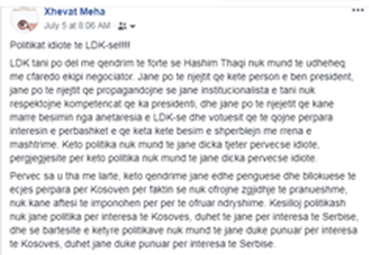 Xhevat Meha
July 5 at 8:06 AM ·
Politikat idiote te LDK-se!!!!!
LDK tani po del me qendrim te forte se Hashim Thaqi nuk mund te udheheq
me cfaredo ekipi negociator. Jane po te njejtit qe kete person e ben president,
jane po te njejtit qe propagandojne se jane institucionalista e tani nuk
respektojne kompetencat qe ka presidenti, dhe jane po te njejetit qe kane
marre besimin nga anetaresia e LDK-se dhe votuesit qe te qojne perpara
interesin e perbashket e qe keta kete besim e shperblejn me rrena e
mashtrime. Keto politika nuk mund te jane dicka tjeter pervecse idiote,
pergjegjesite per keto politika nuk mund te jane dicka pervecse idiote.
Pervec sa u tha me larte, keto qendrime jane edhe penguese dhe bllokuese te
ecjes perpara per Kosoven per faktin se nuk ofrojne zgjidhje te pranueshme,
nuk kane aftesi te imponohen per per te ofruar ndryshime. Kesilloj politikash
nuk jane politika per interesa te Kosoves, duhet te jane per interesa te Serbise,
dhe se bartesite e ketyre politikave nuk mund te jane duke punuar per interesa
te Kosoves, duhet jane duke punuar per interesa te Serbise.